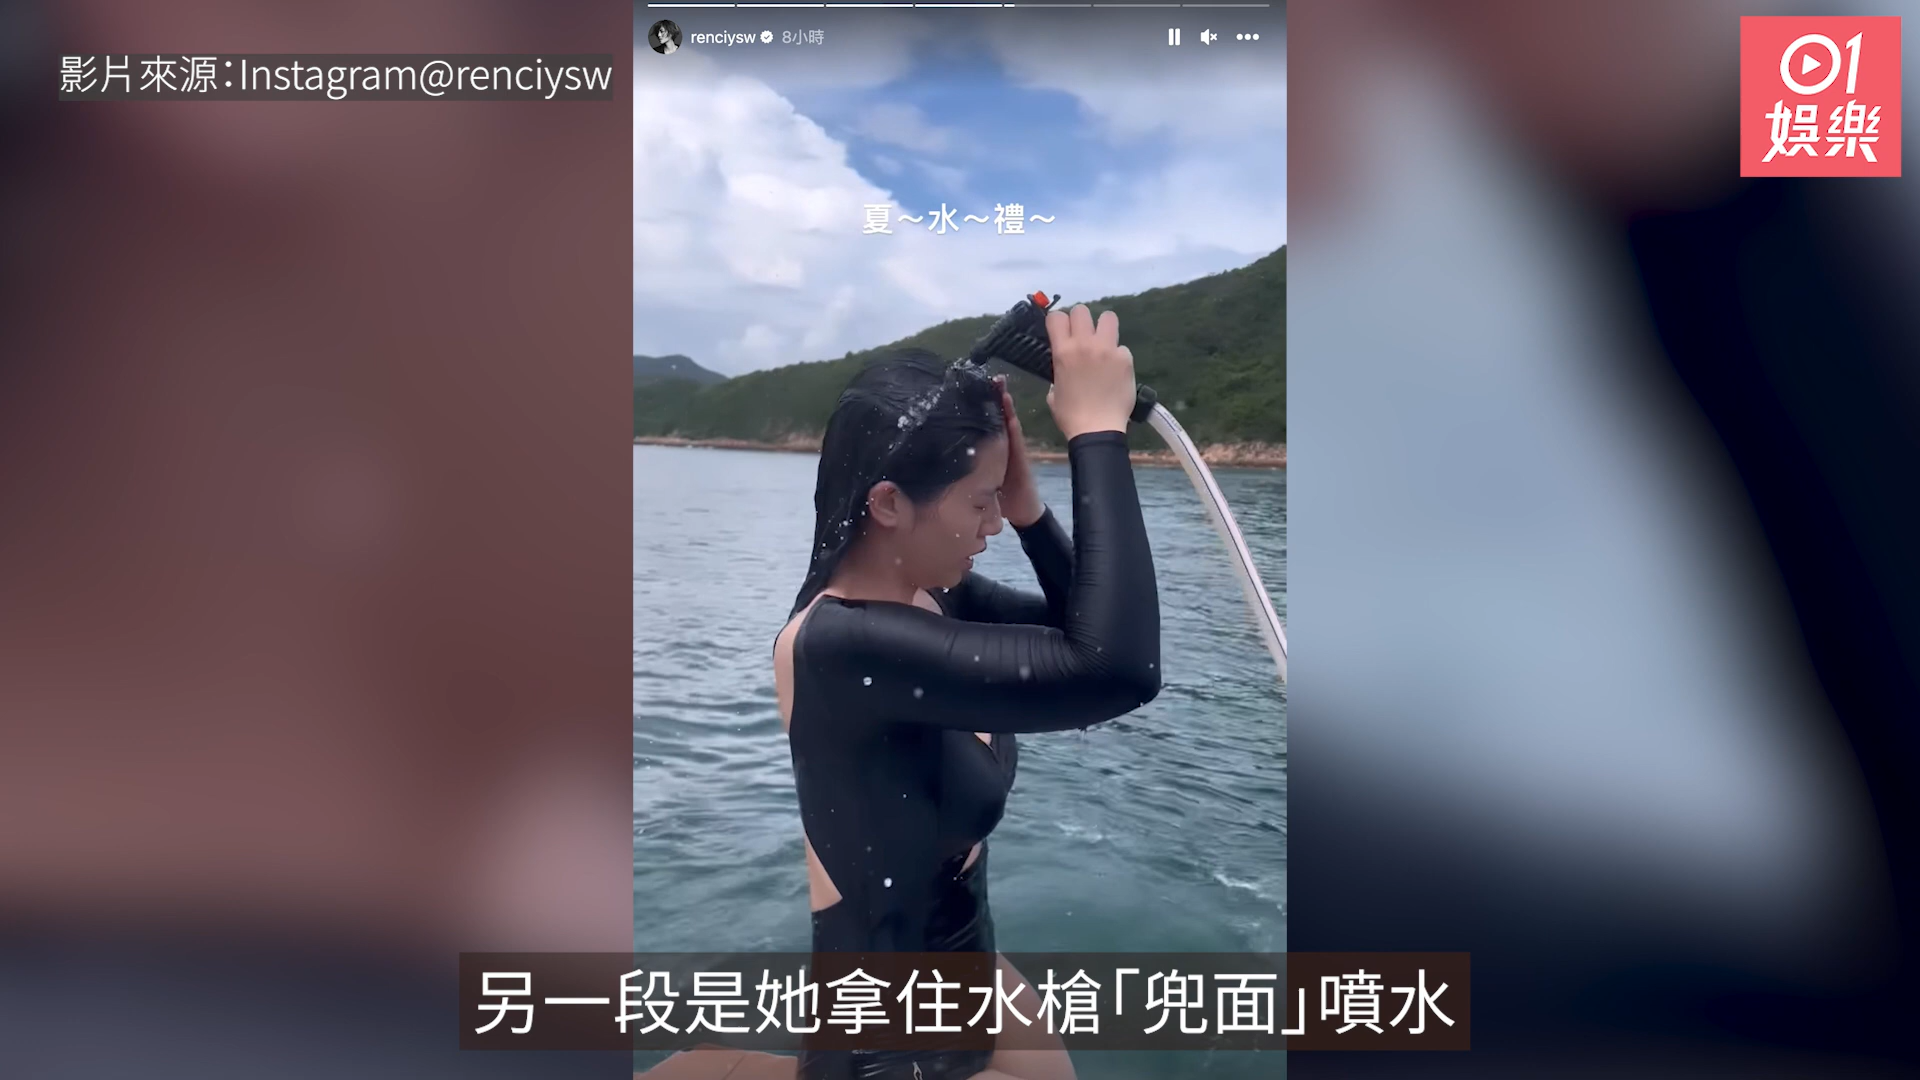 影片來源：Instagram@renciysw
renciysw 8小時
01
娛樂
夏～水～禮～
另一段是她拿住水槍「兜面」噴水